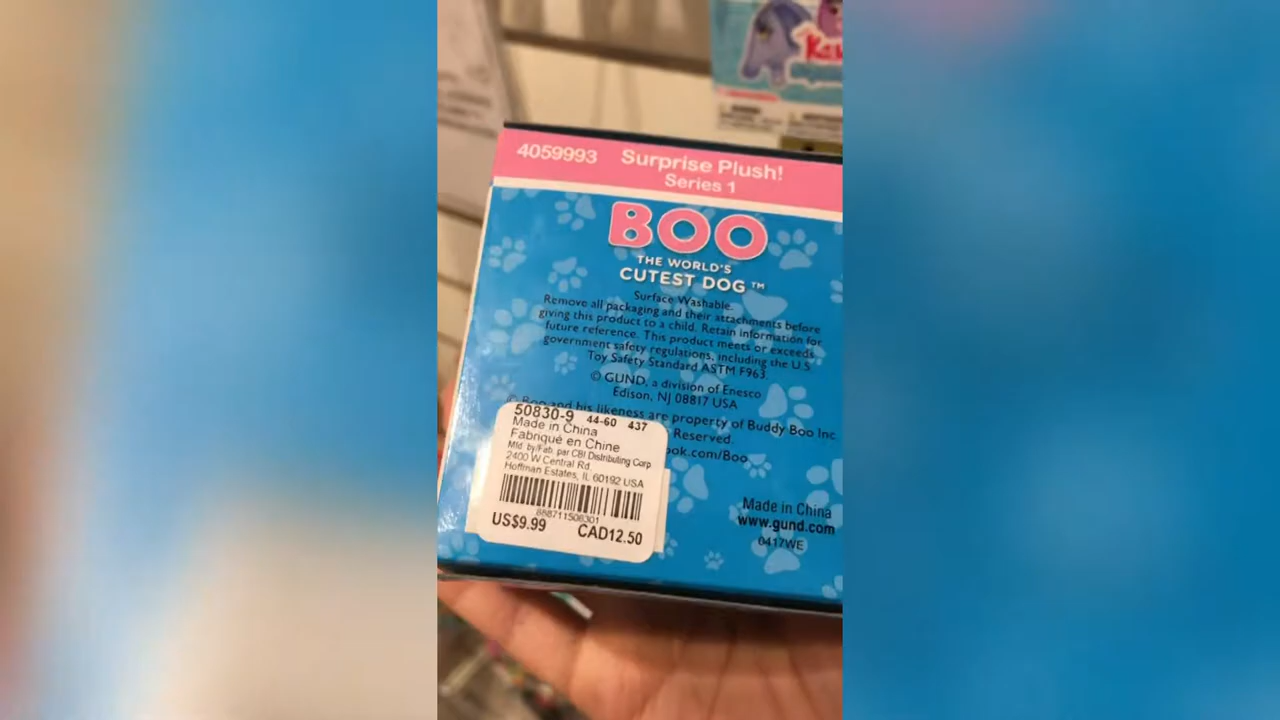 4059993 Surprise Plush!
Series 1
BOO
THE WORLD'S
CUTEST DOG ™
Surface Washable.
Remove all packaging and their attachments before
giving this product to a child. Retain information for
future reference. This product meets or exceeds
government safety regulations, including the U.S
Toy Safety Standard ASTM F963.
© GUND, a division of Enesco
Edison, NJ 08817 USA
© Boo and his likeness are property of Buddy Boo Inc
Reserved.
ok.com/Boo
50830-9 44-60 437
Made in China
Fabriqué en Chine
Mfd. by/Fab. par CBI Distributing Corp.
2400 W Central Rd.
Hoffman Estates, IL 60192 USA
888711508301
US$9.99 CAD12.50
Made in China
www.gund.com
0417WE